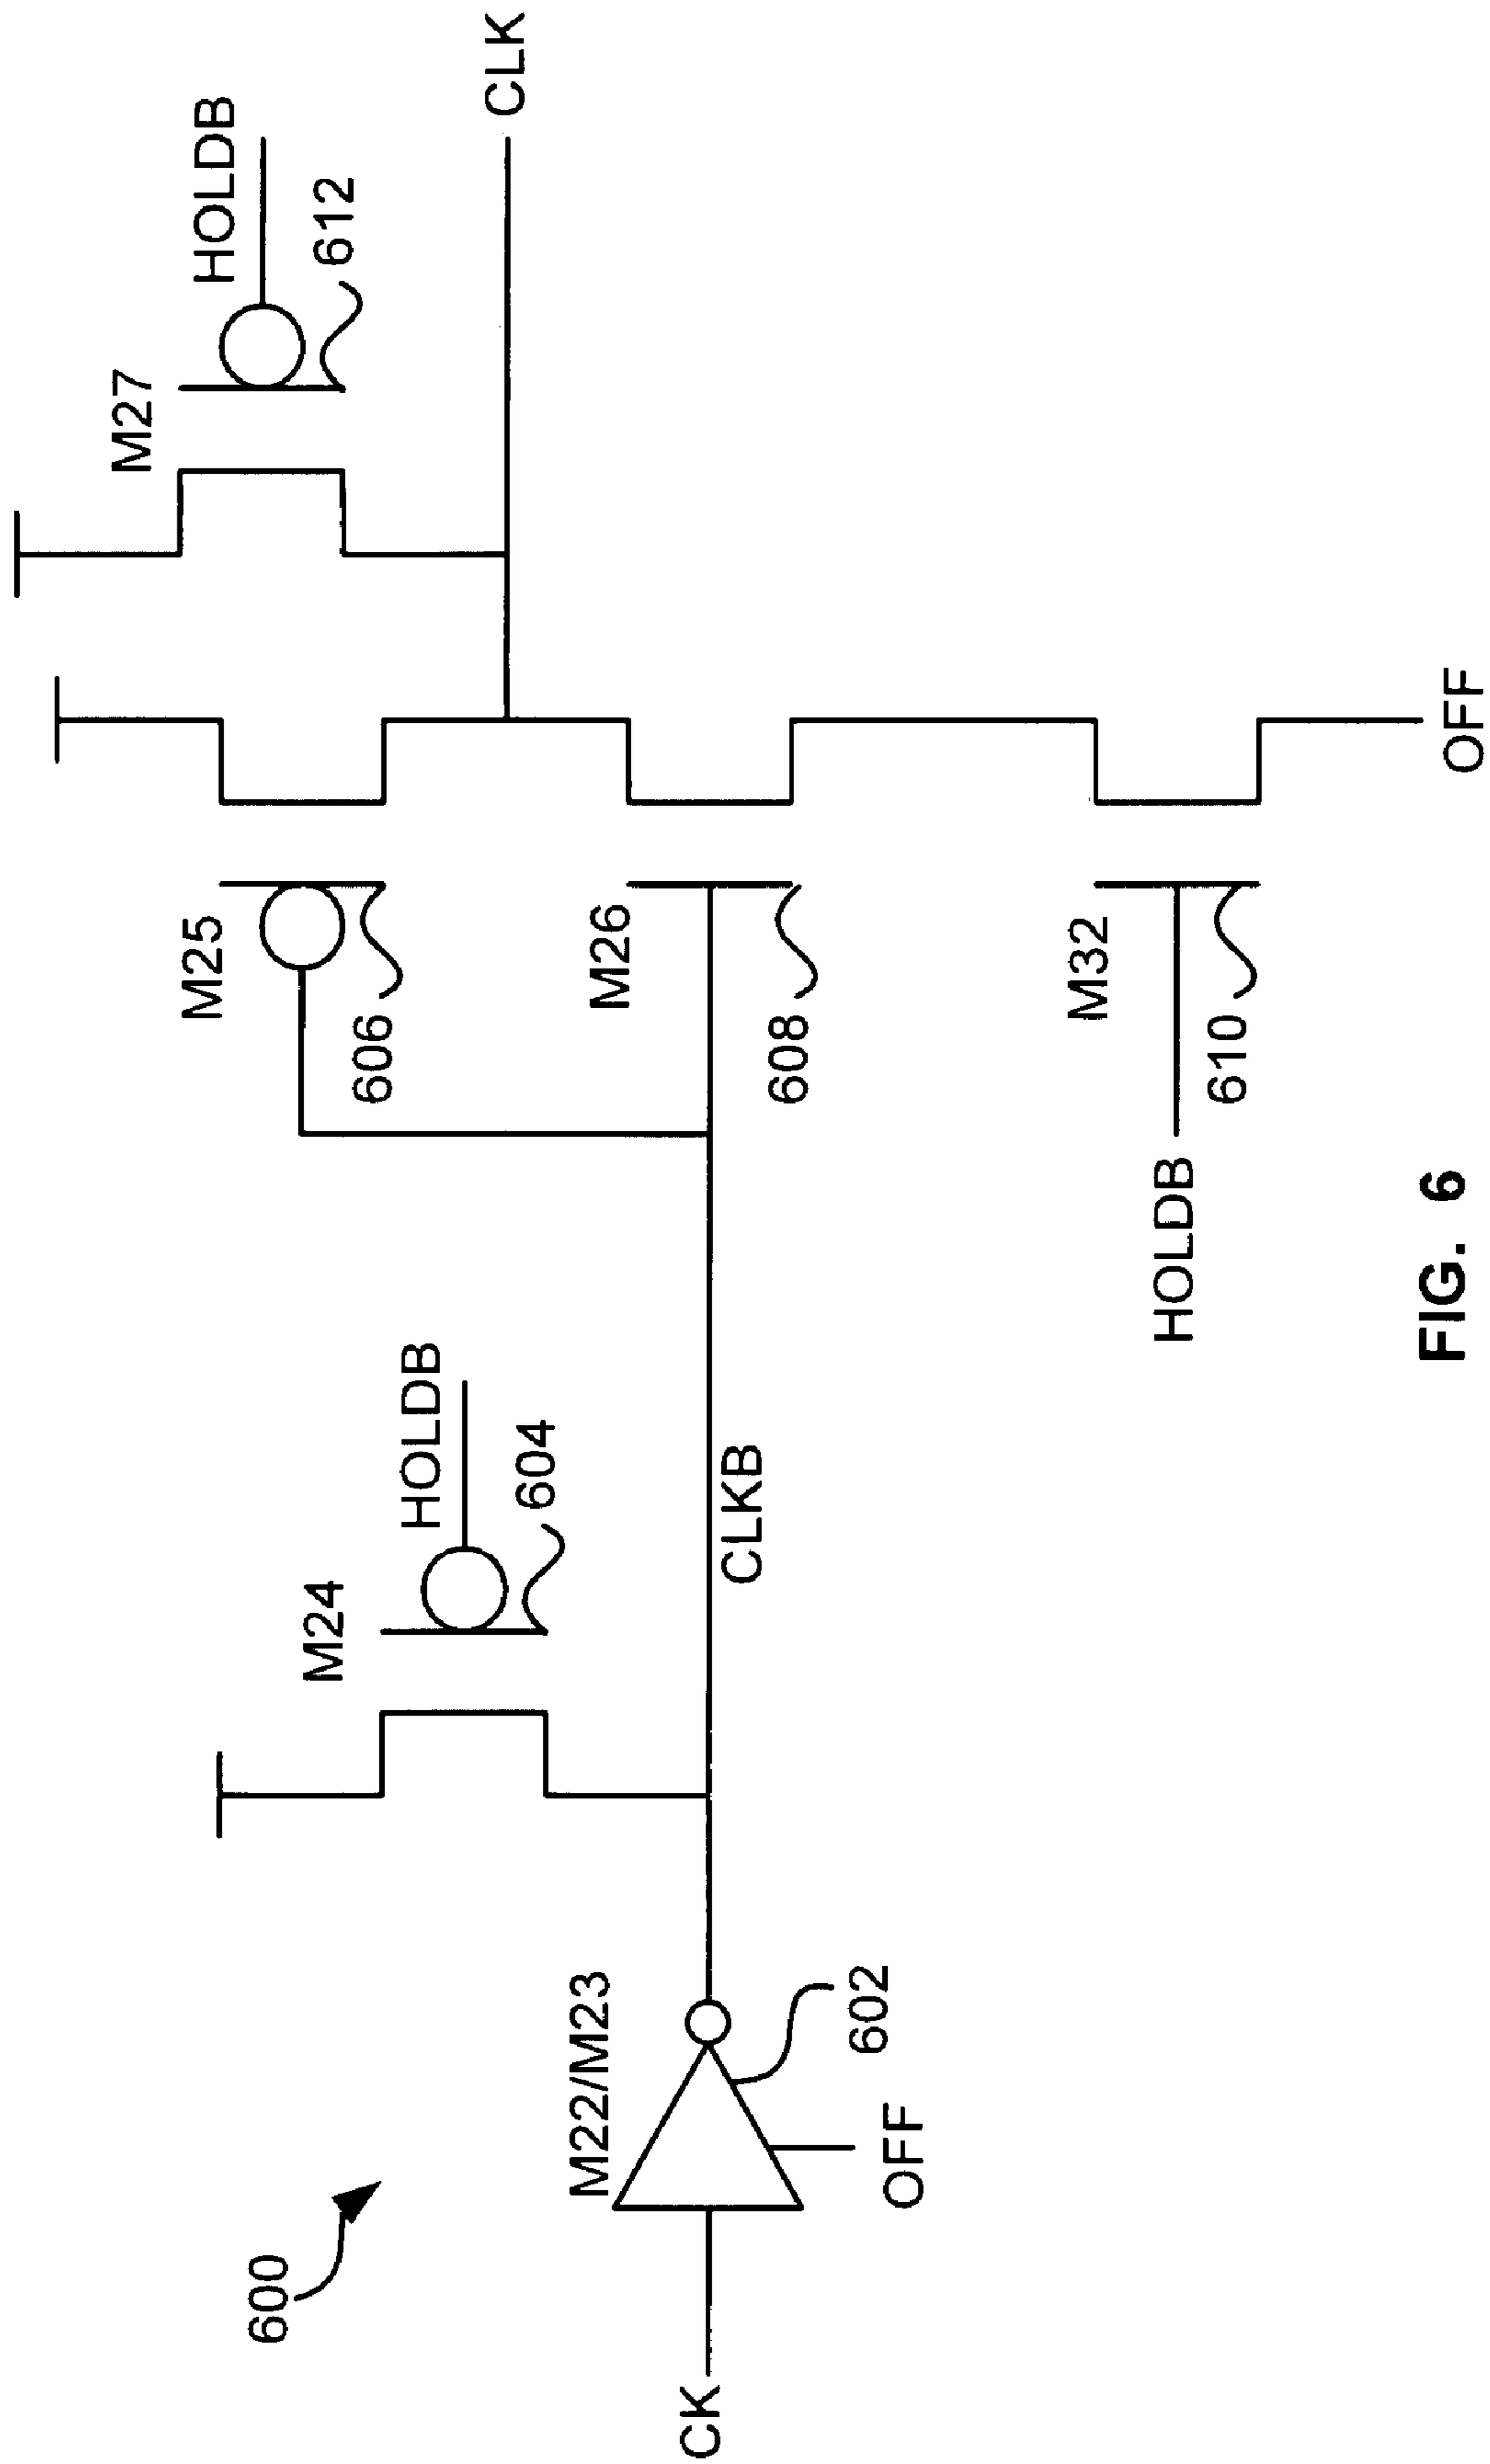 600
CK
M22/M23
602
OFF
M24
HOLDB
604
CLKB
M25
606
M26
608
M32
610
HOLDB
OFF
M27
HOLDB
612
CLK
FIG. 6